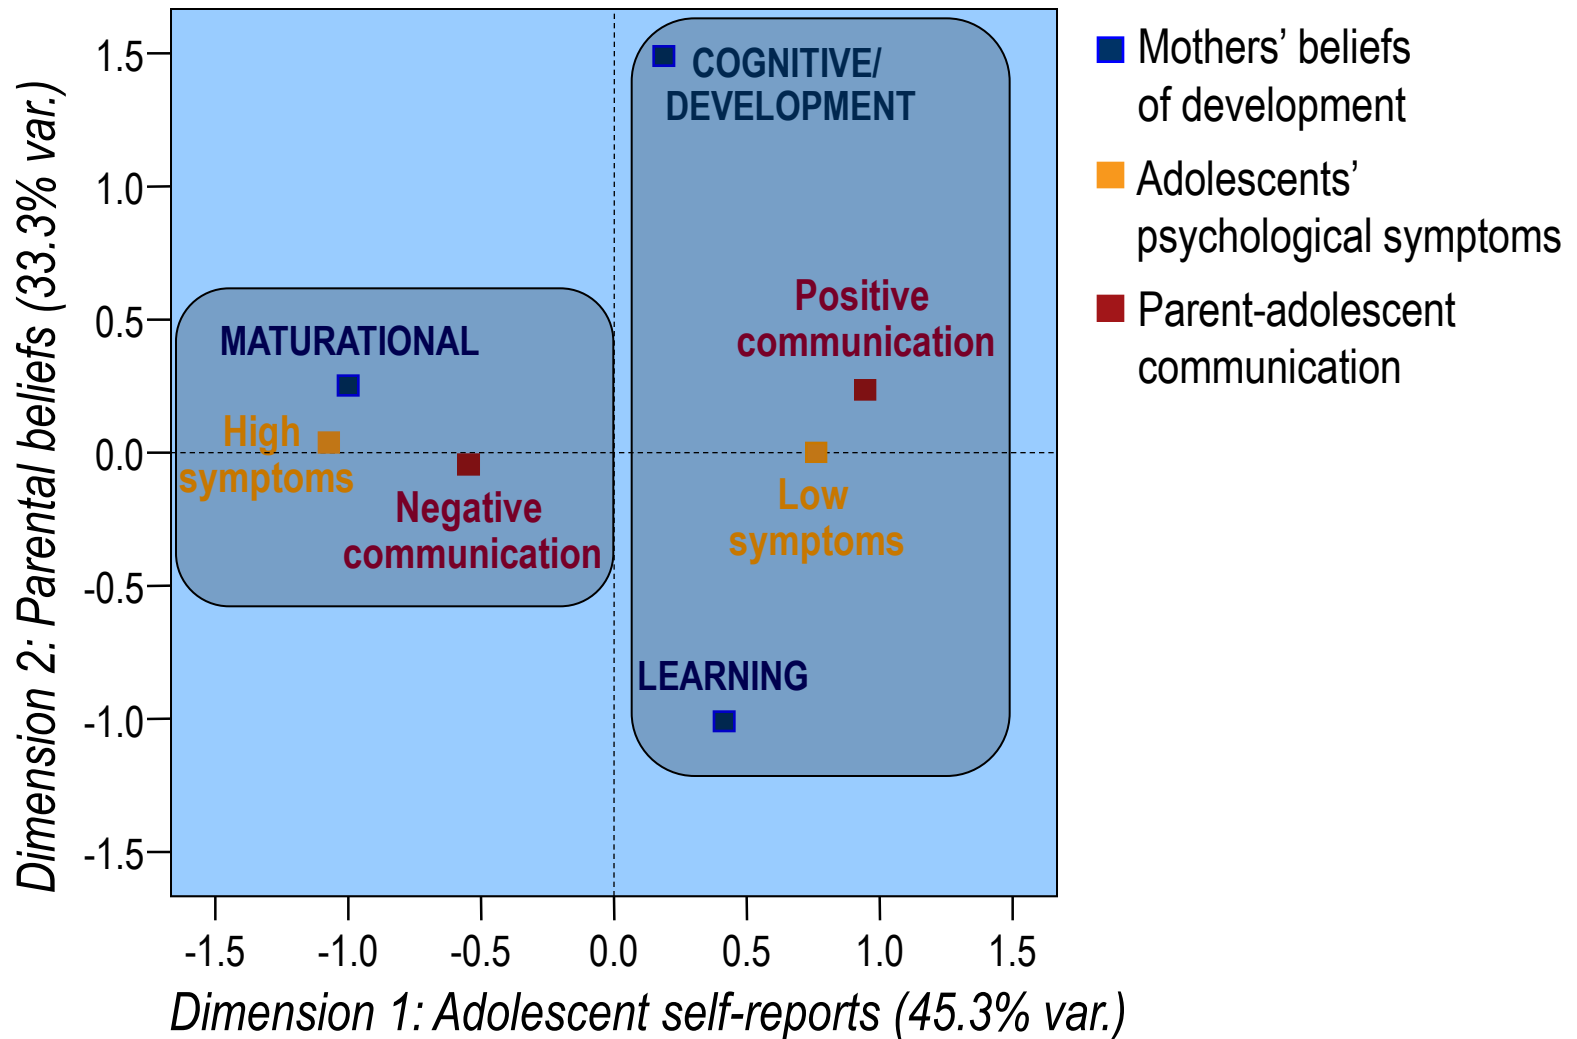 Dimension 2: Parental beliefs (33.3% var.)
1.5
1.0
0.5
0.0
-0.5
-1.0
-1.5
COGNITIVE/
DEVELOPMENT
Positive
communication
MATURATIONAL
High
symptoms
Negative
communication
Low
symptoms
LEARNING
-1.5 -1.0 -0.5 0.0 0.5 1.0 1.5
Dimension 1: Adolescent self-reports (45.3% var.)
Mothers’ beliefs
of development
Adolescents’
psychological symptoms
Parent-adolescent
communication